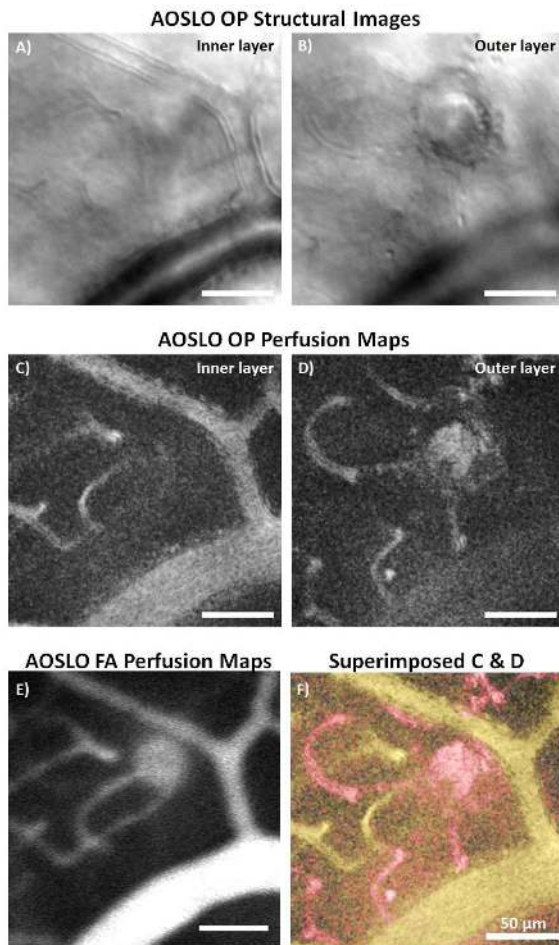 AOSLO OP Structural Images
A) Inner layer
B) Outer layer
AOSLO OP Perfusion Maps
C) Inner layer
D) Outer layer
AOSLO FA Perfusion Maps
Superimposed C & D
E)
F)
50 µm